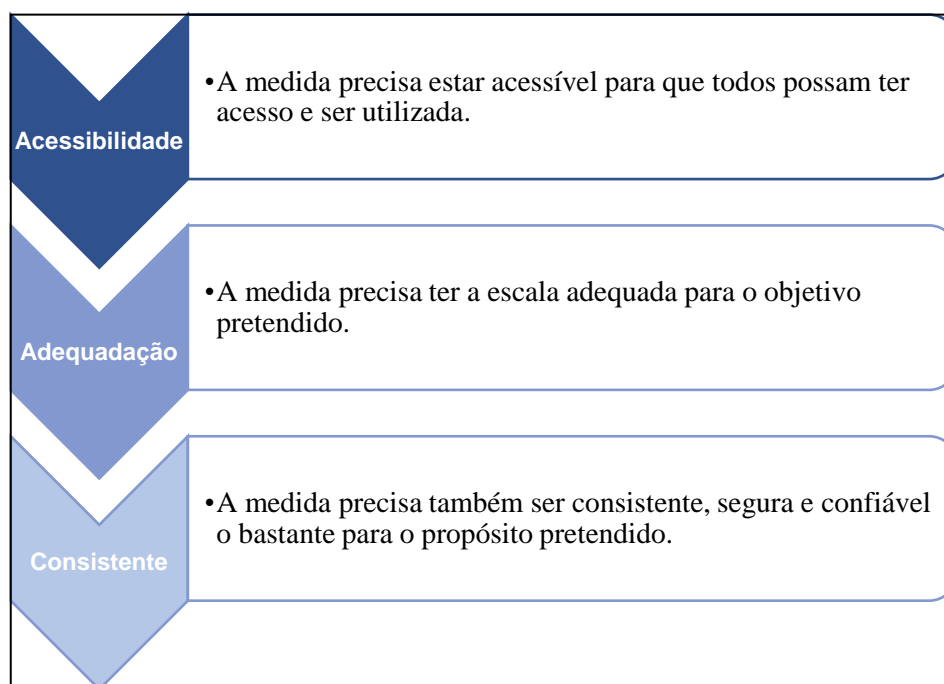 Acessibilidade
•A medida precisa estar acessível para que todos possam ter
acesso e ser utilizada.
Adequadação
•A medida precisa ter a escala adequada para o objetivo
pretendido.
Consistente
•A medida precisa também ser consistente, segura e confiável
o bastante para o propósito pretendido.